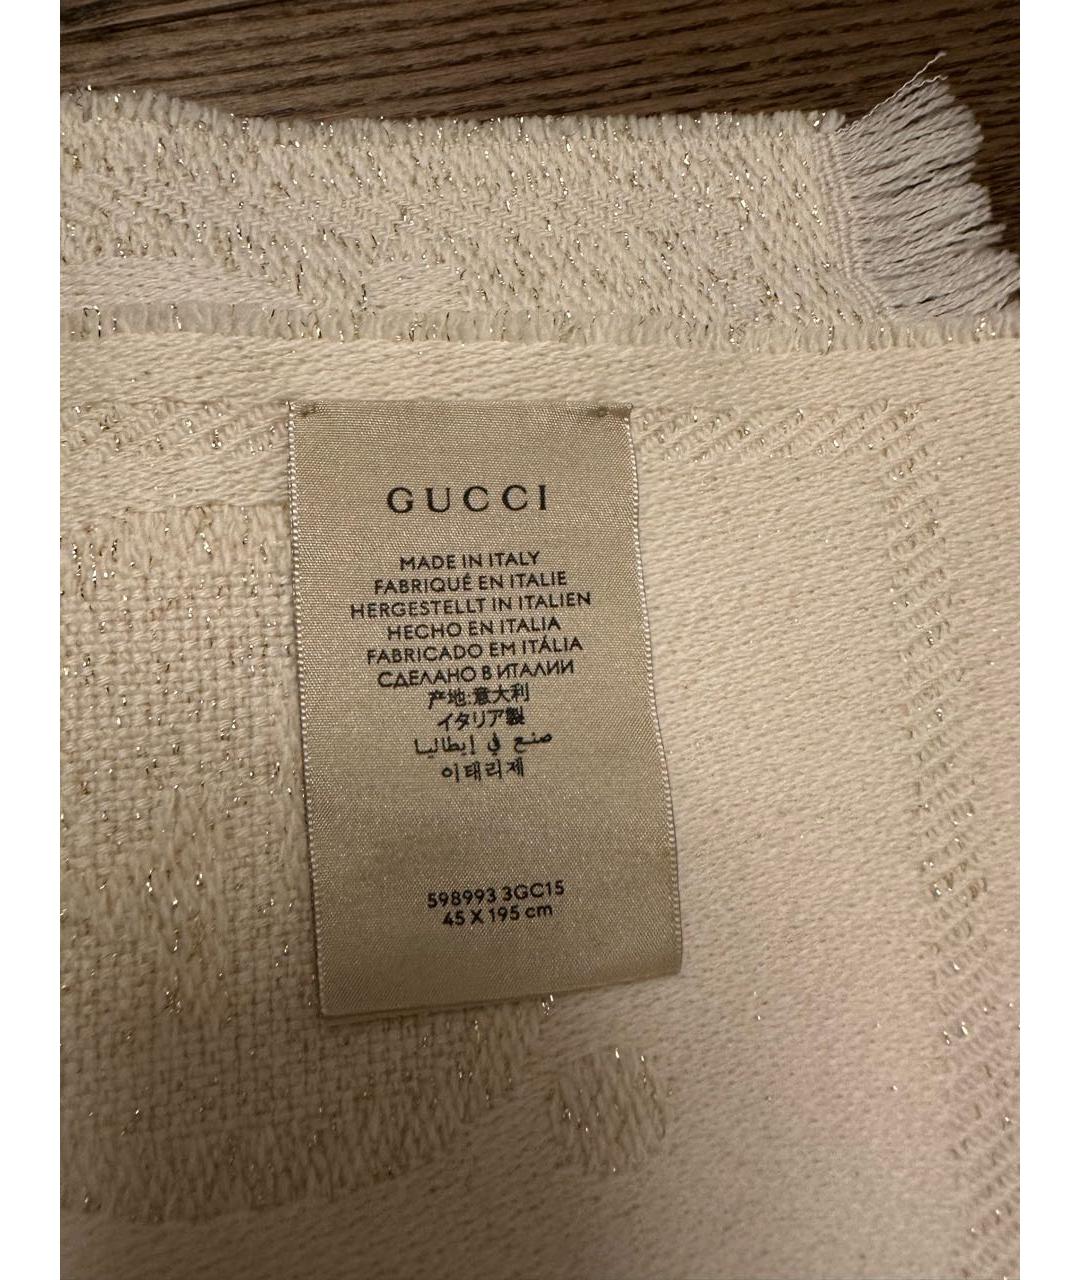 GUCCI
MADE IN ITALY
FABRIQUÉ EN ITALIE
HERGESTELLT IN ITALIEN
HECHO EN ITALIA
FABRICADO EM ITÁLIA
СДЕЛАНО В ИТАЛИИ
产地:意大利
イタリア製
صنع في إيطاليا
이태리제
598993 3GC15
45 X 195 cm